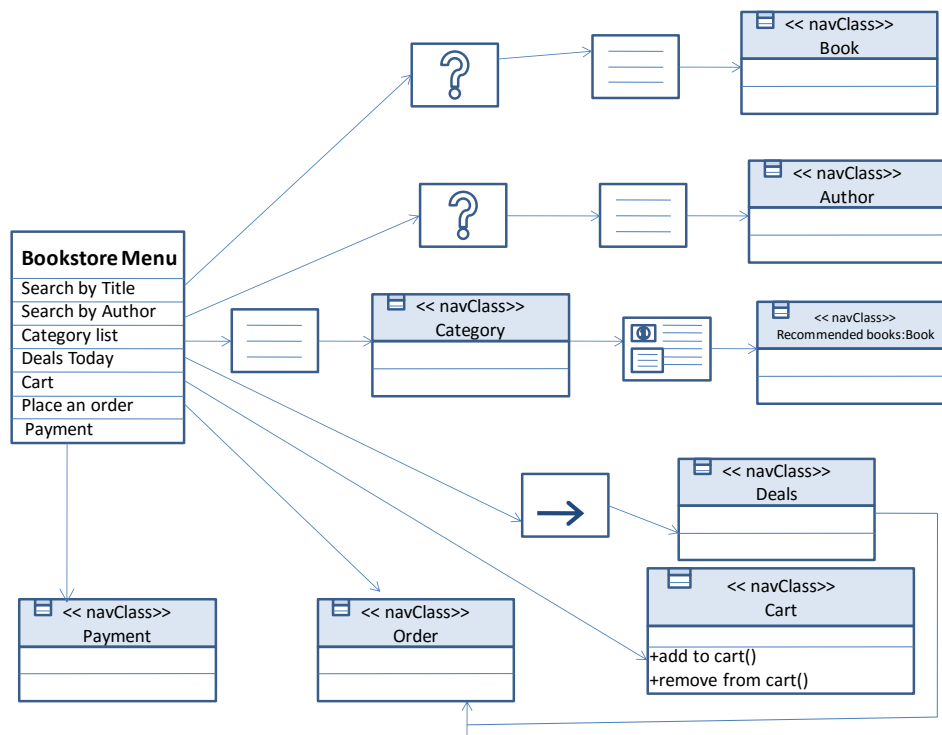 << navClass>>
Book
<< navClass>>
Author
Bookstore Menu
Search by Title
Search by Author
Category list
Deals Today
Cart
Place an order
Payment
<< navClass>>
Category
<< navClass>>
Recommended books:Book
<< navClass>>
Deals
<< navClass>>
Cart
+add to cart()
+remove from cart()
<< navClass>>
Payment
<< navClass>>
Order